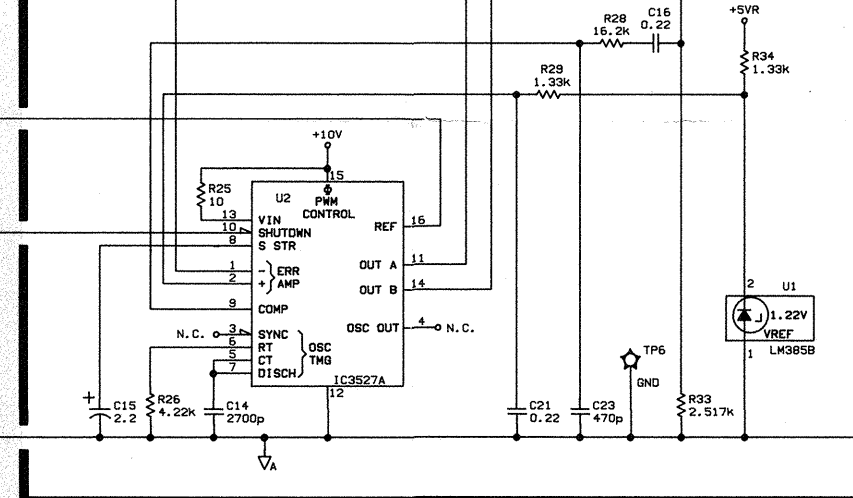 +5VR
C16
0.22
R28
16.2k
R34
1.33k
R29
1.33k
+10V
15
R25
10
U2
PWM
CONTROL
13
VIN
10
SHUTDWN
8
S STR
REF
16
1
-
ERR
2
+
AMP
OUT A
11
OUT B
14
9
COMP
N.C.
3
SYNC
6
RT
5
CT
7
DISCH
OSC
TMG
OSC OUT
4
N.C.
IC3527A
12
2
U1
1.22V
VREF
LM385B
1
TP6
GND
+
C15
2.2
R26
4.22k
C14
2700p
C21
0.22
C23
470p
R33
2.517k
A